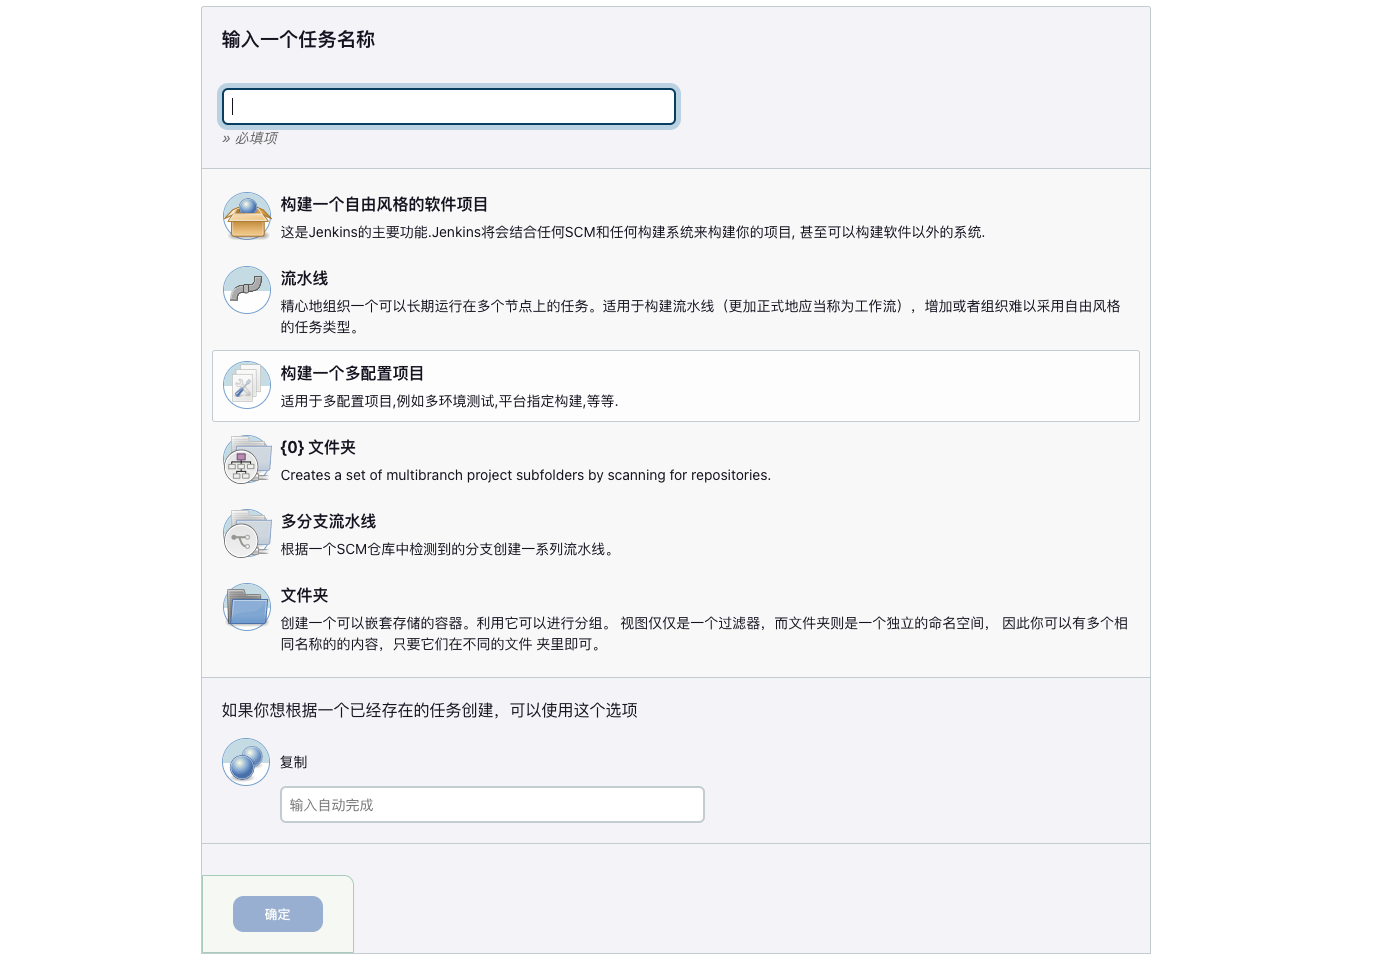 输入一个任务名称
» 必填项
构建一个自由风格的软件项目
这是Jenkins的主要功能.Jenkins将会结合任何SCM和任何构建系统来构建你的项目, 甚至可以构建软件以外的系统.
流水线
精心地组织一个可以长期运行在多个节点上的任务。适用于构建流水线（更加正式地应当称为工作流），增加或者组织难以采用自由风格
的任务类型。
构建一个多配置项目
适用于多配置项目,例如多环境测试,平台指定构建,等等.
{0} 文件夹
Creates a set of multibranch project subfolders by scanning for repositories.
多分支流水线
根据一个SCM仓库中检测到的分支创建一系列流水线。
文件夹
创建一个可以嵌套存储的容器。利用它可以进行分组。 视图仅仅是一个过滤器，而文件夹则是一个独立的命名空间， 因此你可以有多个相
同名称的的内容，只要它们在不同的文件 夹里即可。
如果你想根据一个已经存在的任务创建，可以使用这个选项
复制
输入自动完成
确定